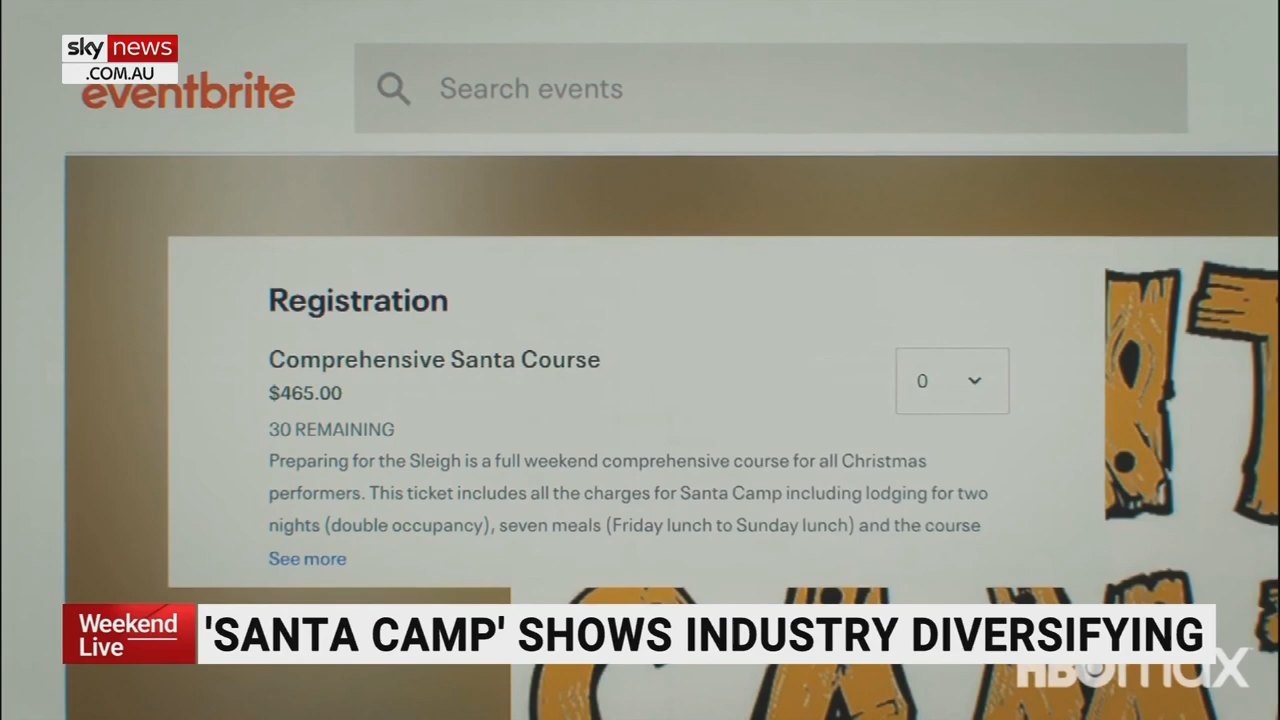 sky news
.COM.AU
eventbrite
Search events
Registration
Comprehensive Santa Course
$465.00
0
30 REMAINING
Preparing for the Sleigh is a full weekend comprehensive course for all Christmas
performers. This ticket includes all the charges for Santa Camp including lodging for two
nights (double occupancy), seven meals (Friday lunch to Sunday lunch) and the course
See more
Weekend
Live
'SANTA CAMP' SHOWS INDUSTRY DIVERSIFYING
HBOmax